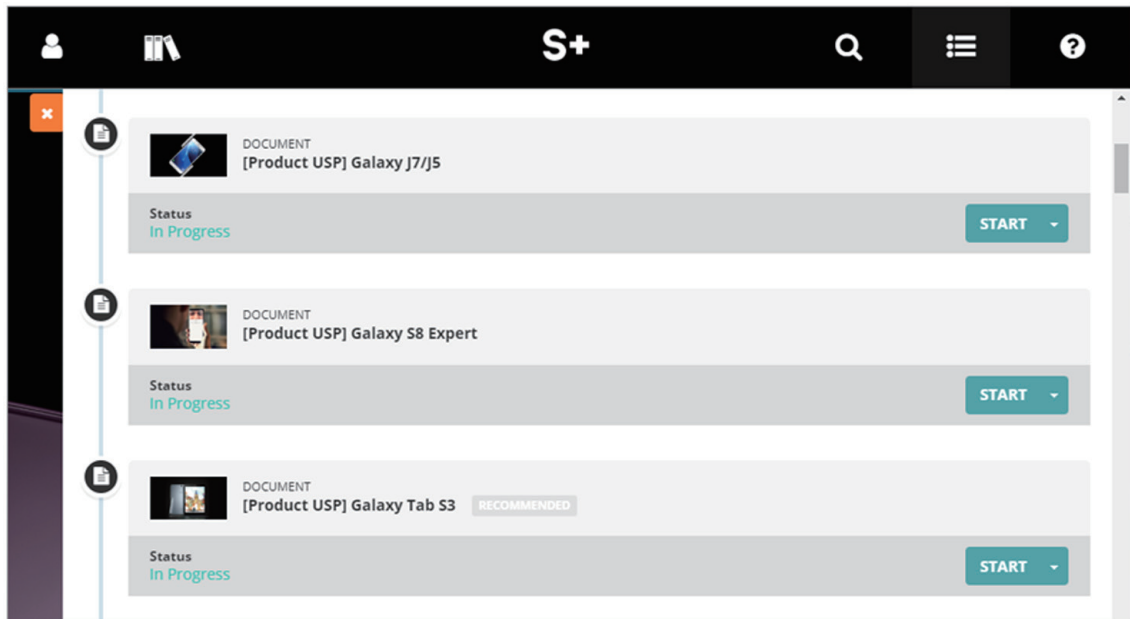 S+
DOCUMENT
[Product USP] Galaxy J7/J5
Status
In Progress
START
DOCUMENT
[Product USP] Galaxy S8 Expert
Status
In Progress
START
DOCUMENT
[Product USP] Galaxy Tab S3 RECOMMENDED
Status
In Progress
START